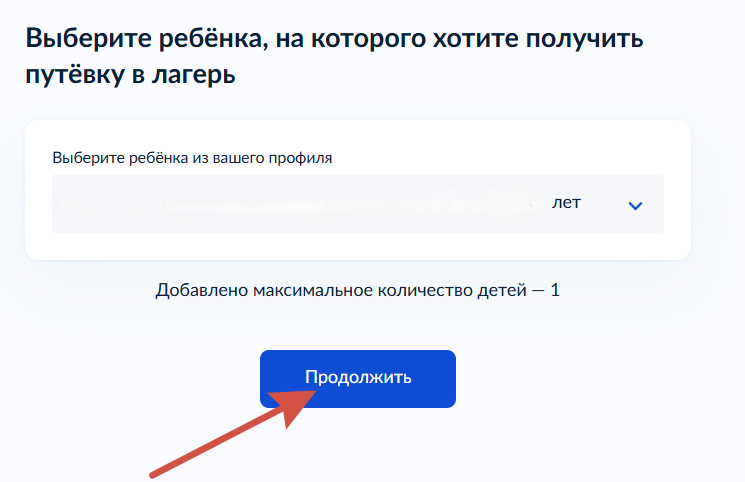 Выберите ребёнка, на которого хотите получить
путёвку в лагерь
Выберите ребёнка из вашего профиля
лет
Добавлено максимальное количество детей — 1
Продолжить